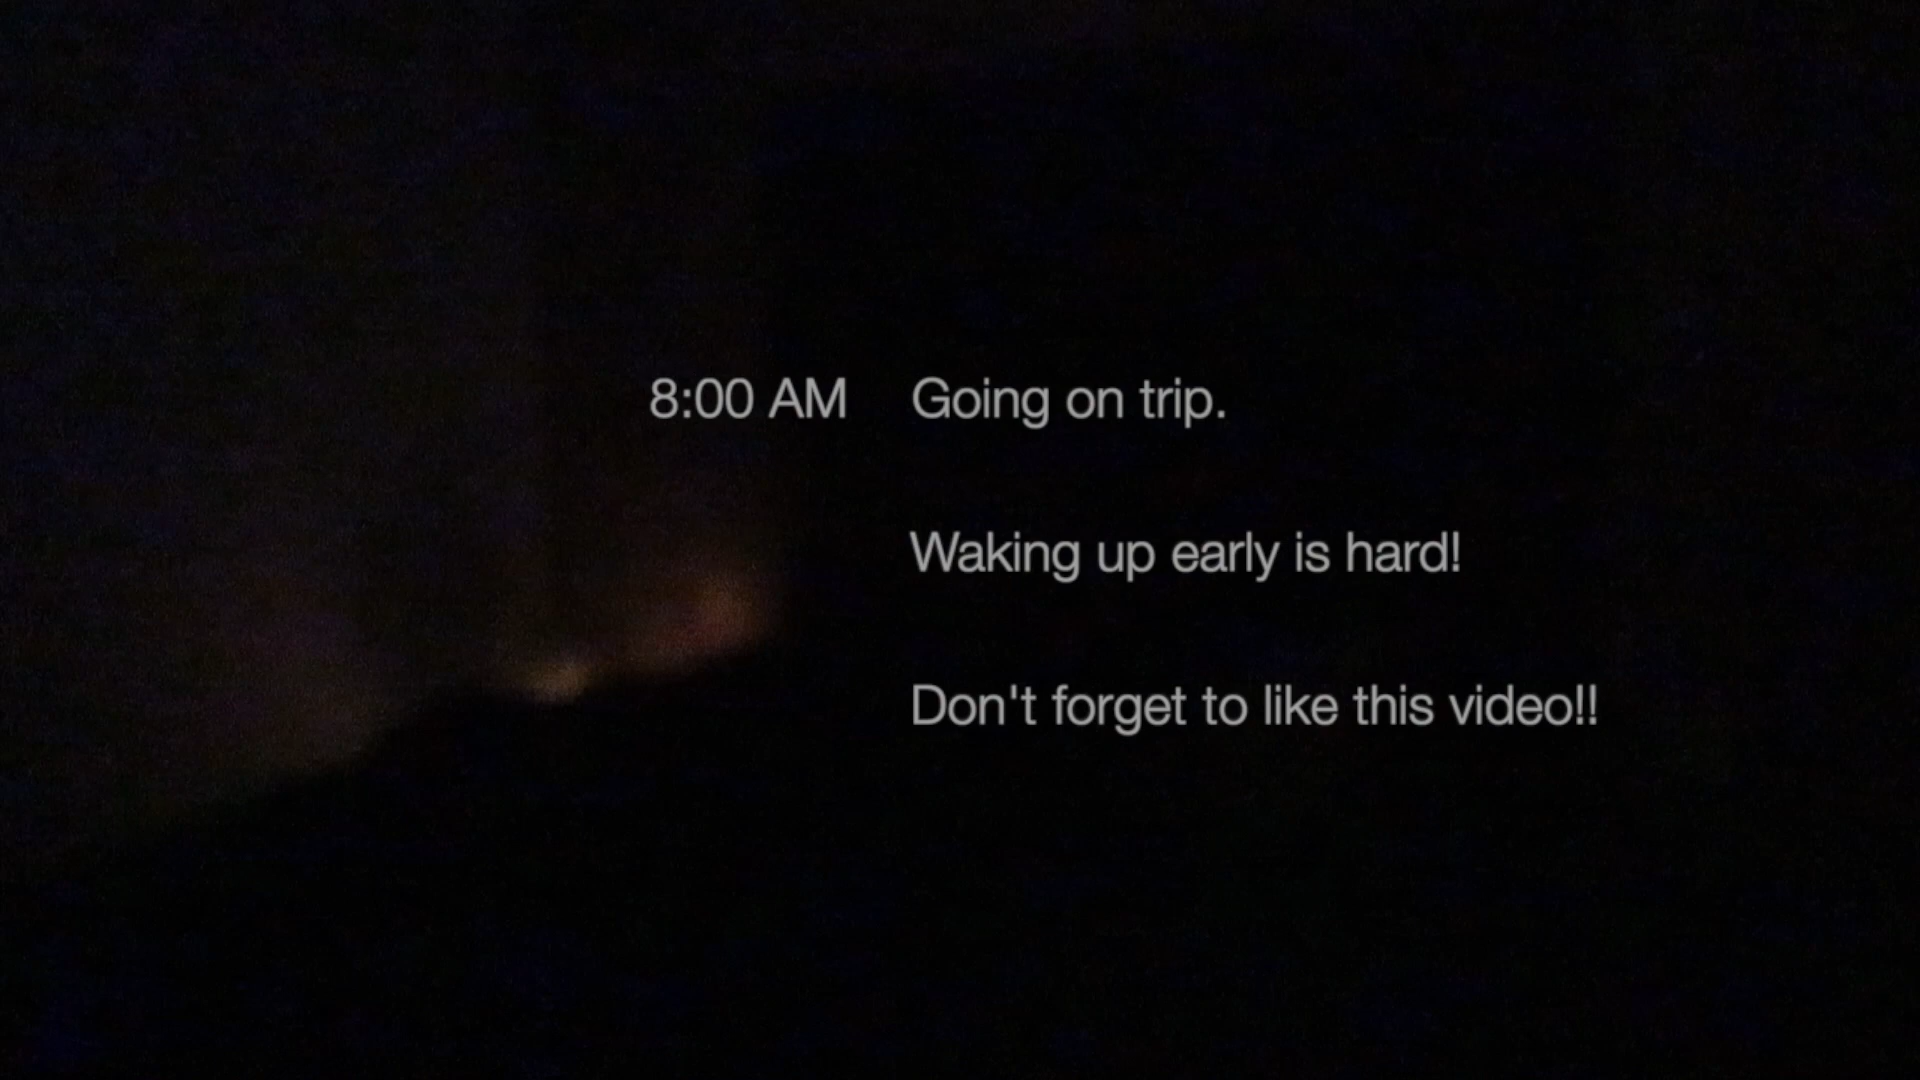 8:00 AM Going on trip.
Waking up early is hard!
Don't forget to like this video!!